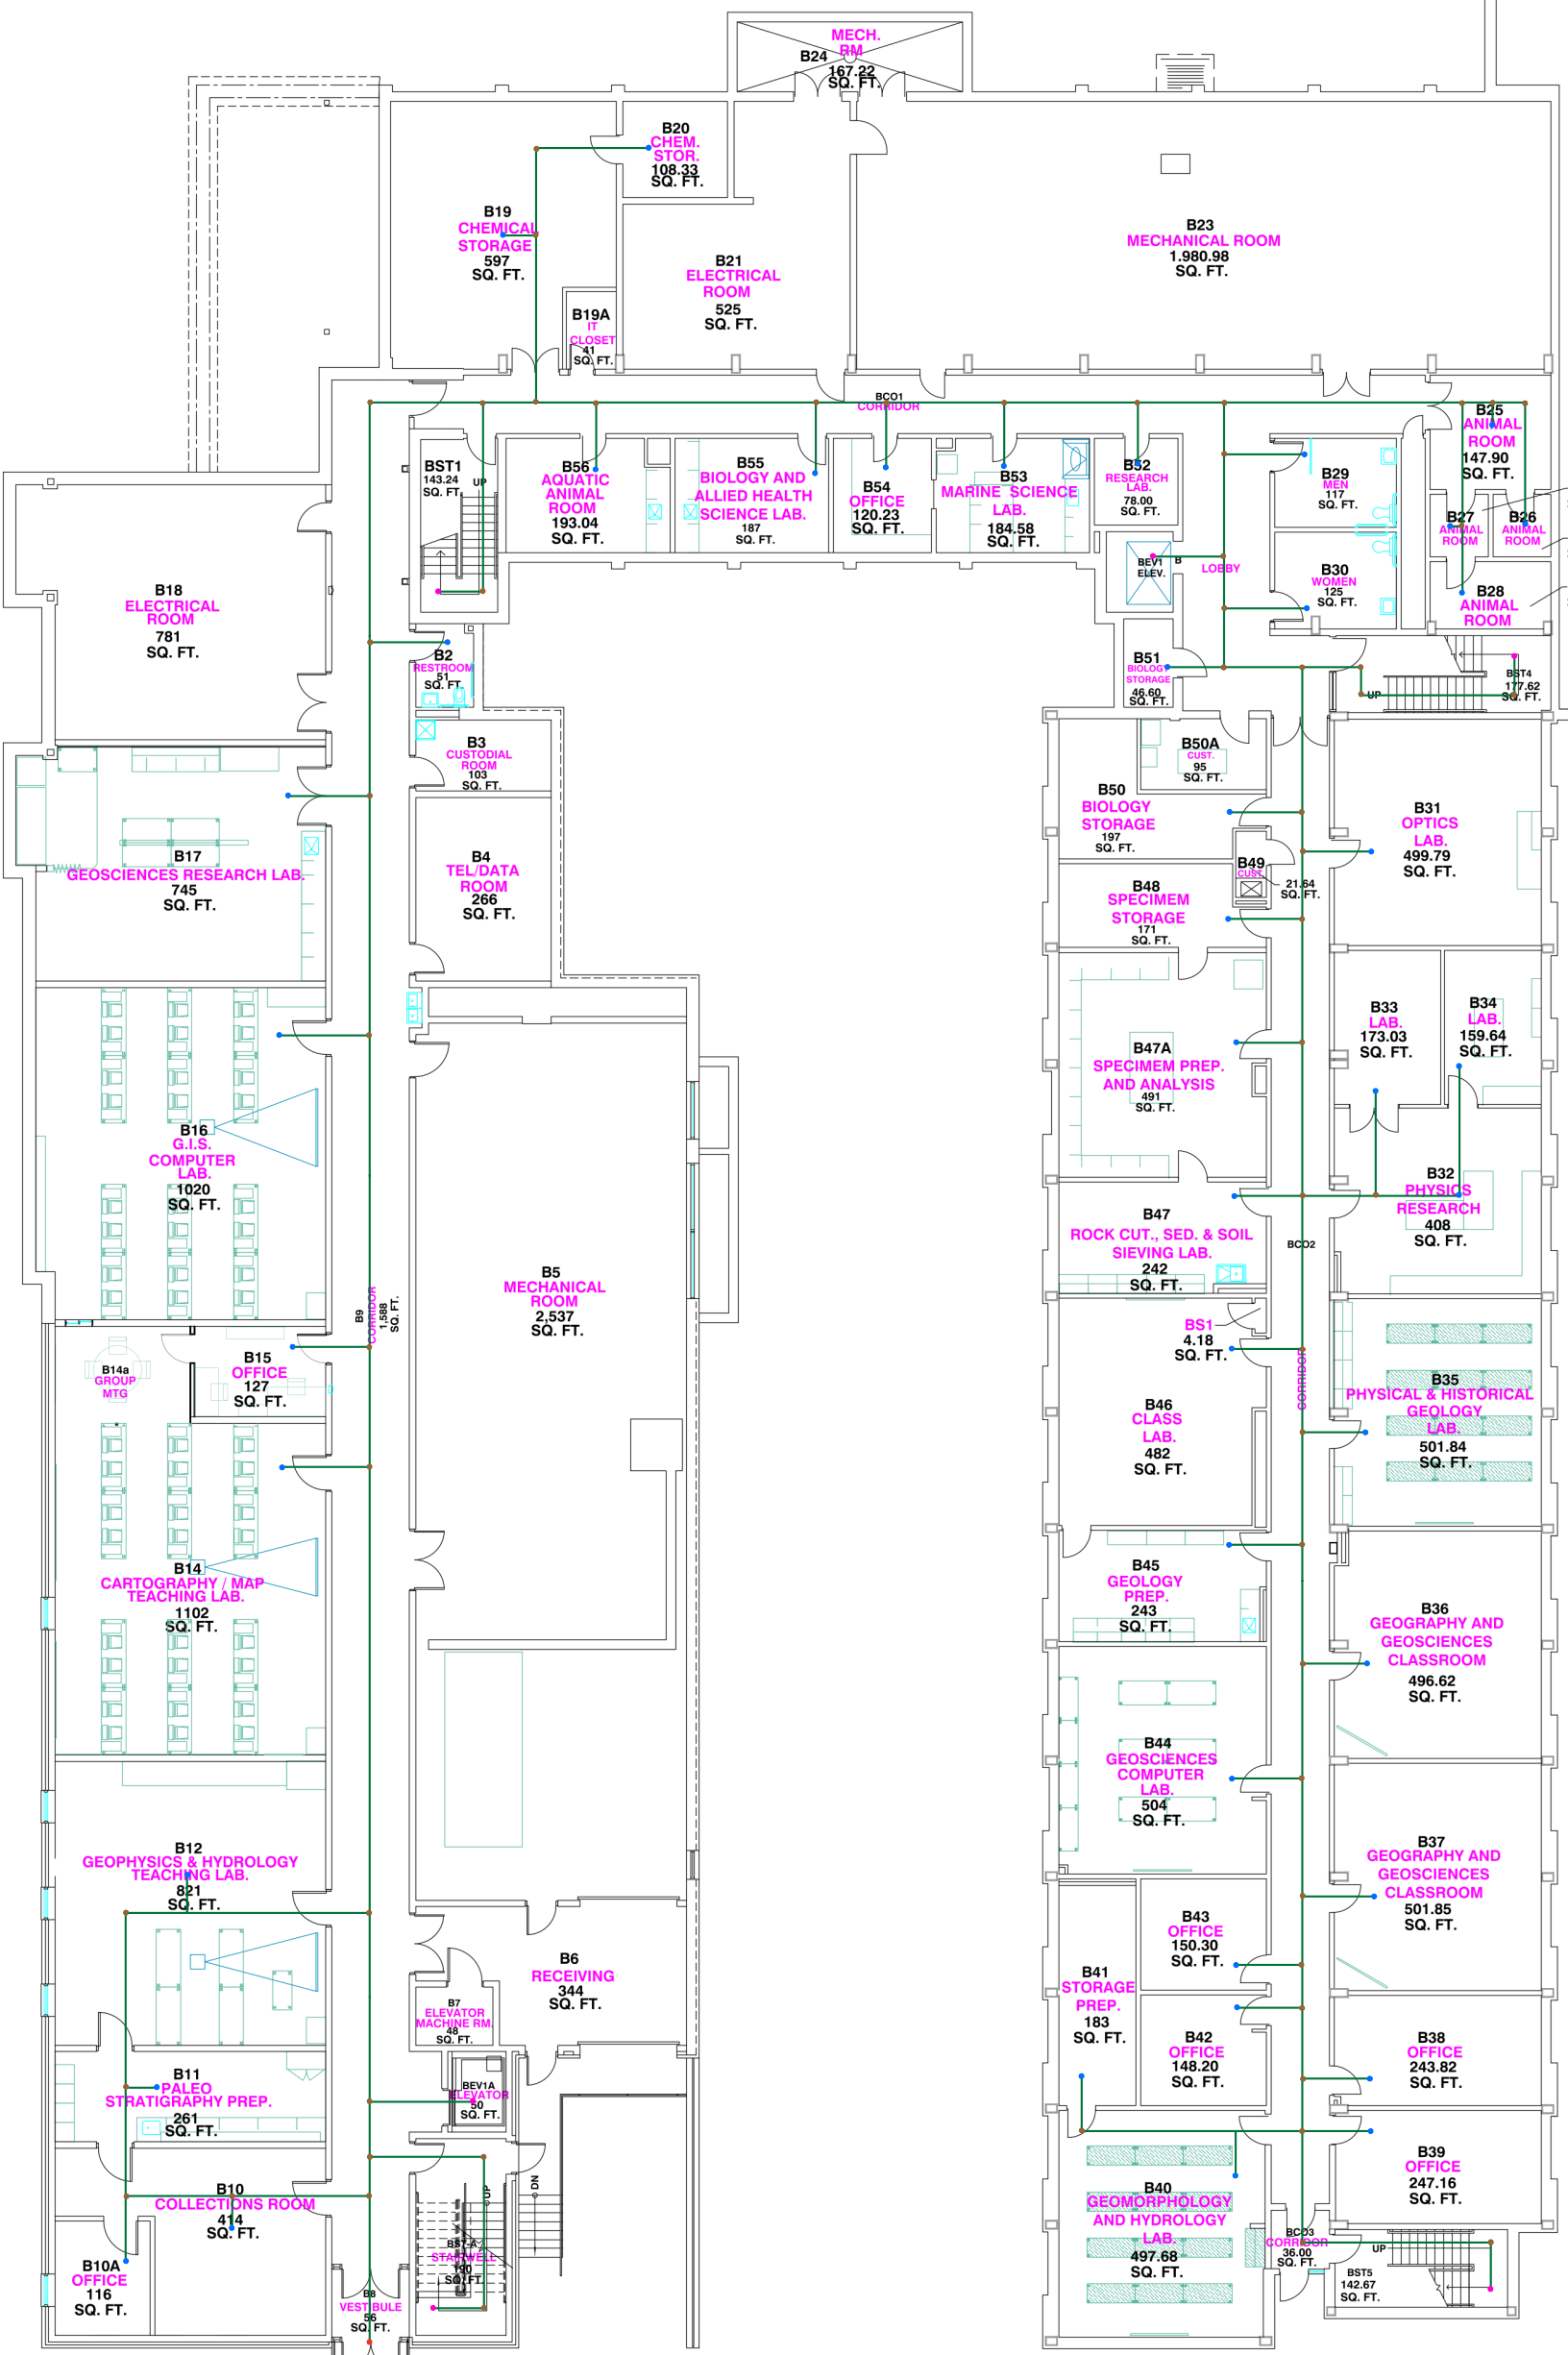 MECH.
RM
B24
167.22
SQ. FT.
B20
CHEM.
STOR.
108.33
SQ. FT.
B19
CHEMICAL
STORAGE
597
SQ. FT.
B23
MECHANICAL ROOM
1.980.98
SQ. FT.
B21
ELECTRICAL
ROOM
525
SQ. FT.
B19A
IT
CLOSET
41
SQ. FT.
BCO1
CORRIDOR
B25
ANIMAL
ROOM
147.90
SQ. FT.
BST1
143.24
SQ. FT.
UP
B56
AQUATIC
ANIMAL
ROOM
193.04
SQ. FT.
B55
BIOLOGY AND
ALLIED HEALTH
SCIENCE LAB.
187
SQ. FT.
B54
OFFICE
120.23
SQ. FT.
B53
MARINE SCIENCE
LAB.
184.58
SQ. FT.
B52
RESEARCH
LAB.
78.00
SQ. FT.
B29
MEN
117
SQ. FT.
B27
ANIMAL
ROOM
B26
ANIMAL
ROOM
BEV1
ELEV.
B
LOBBY
B30
WOMEN
125
SQ. FT.
B28
ANIMAL
ROOM
B18
ELECTRICAL
ROOM
781
SQ. FT.
B2
RESTROOM
51
SQ. FT.
B51
BIOLOGY
STORAGE
46.60
SQ. FT.
BST4
177.62
SQ. FT.
UP
B3
CUSTODIAL
ROOM
103
SQ. FT.
B50A
CUST.
95
SQ. FT.
B50
BIOLOGY
STORAGE
197
SQ. FT.
B31
OPTICS
LAB.
499.79
SQ. FT.
B17
GEOSCIENCES RESEARCH LAB.
745
SQ. FT.
B4
TEL/DATA
ROOM
266
SQ. FT.
B49
CUST.
21.64
SQ. FT.
B48
SPECIMEM
STORAGE
171
SQ. FT.
B33
LAB.
173.03
SQ. FT.
B34
LAB.
159.64
SQ. FT.
B47A
SPECIMEM PREP.
AND ANALYSIS
491
SQ. FT.
B16
G.I.S.
COMPUTER
LAB.
1020
SQ. FT.
B32
PHYSICS
RESEARCH
408
SQ. FT.
B47
ROCK CUT., SED. & SOIL
SIEVING LAB.
242
SQ. FT.
BCO2
CORRIDOR
B5
MECHANICAL
ROOM
2,537
SQ. FT.
B9
CORRIDOR
1,588
SQ. FT.
BS1
4.18
SQ. FT.
B14a
GROUP
MTG
B15
OFFICE
127
SQ. FT.
B46
CLASS
LAB.
482
SQ. FT.
B35
PHYSICAL & HISTORICAL
GEOLOGY
LAB.
501.84
SQ. FT.
B14
CARTOGRAPHY / MAP
TEACHING LAB.
1102
SQ. FT.
B45
GEOLOGY
PREP.
243
SQ. FT.
B36
GEOGRAPHY AND
GEOSCIENCES
CLASSROOM
496.62
SQ. FT.
B44
GEOSCIENCES
COMPUTER
LAB.
504
SQ. FT.
B12
GEOPHYSICS & HYDROLOGY
TEACHING LAB.
821
SQ. FT.
B37
GEOGRAPHY AND
GEOSCIENCES
CLASSROOM
501.85
SQ. FT.
B43
OFFICE
150.30
SQ. FT.
B6
RECEIVING
344
SQ. FT.
B41
STORAGE
PREP.
183
SQ. FT.
B7
ELEVATOR
MACHINE RM.
48
SQ. FT.
B42
OFFICE
148.20
SQ. FT.
B38
OFFICE
243.82
SQ. FT.
B11
PALEO
STRATIGRAPHY PREP.
261
SQ. FT.
BEV1A
ELEVATOR
50
SQ. FT.
B39
OFFICE
247.16
SQ. FT.
B10
COLLECTIONS ROOM
414
SQ. FT.
UP
DN
B40
GEOMORPHOLOGY
AND HYDROLOGY
LAB.
497.68
SQ. FT.
STAIRWELL
190
SQ. FT.
BCO3
CORRIDOR
36.00
SQ. FT.
UP
BST5
142.67
SQ. FT.
B10A
OFFICE
116
SQ. FT.
B8
VESTIBULE
56
SQ. FT.